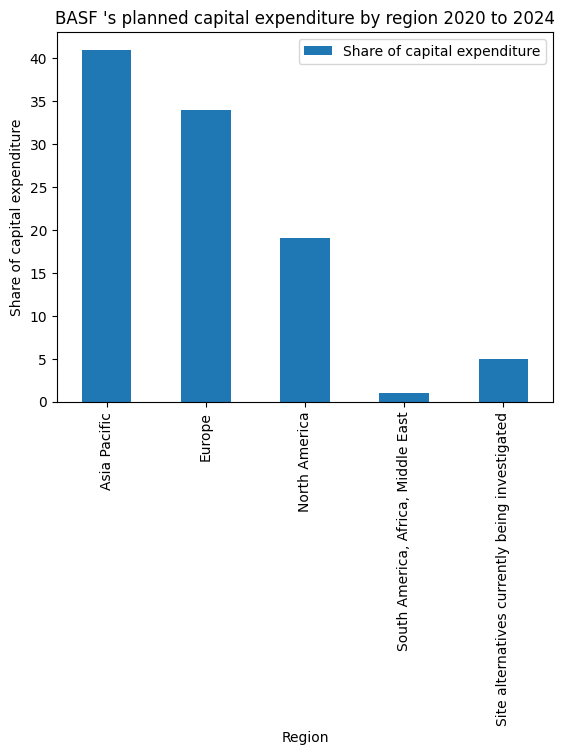 BASF 's planned capital expenditure by region 2020 to 2024
Share of capital expenditure
Share of capital expenditure
40
35
30
25
20
15
10
5
0
Asia Pacific
Europe
North America
South America, Africa, Middle East
Site alternatives currently being investigated
Region